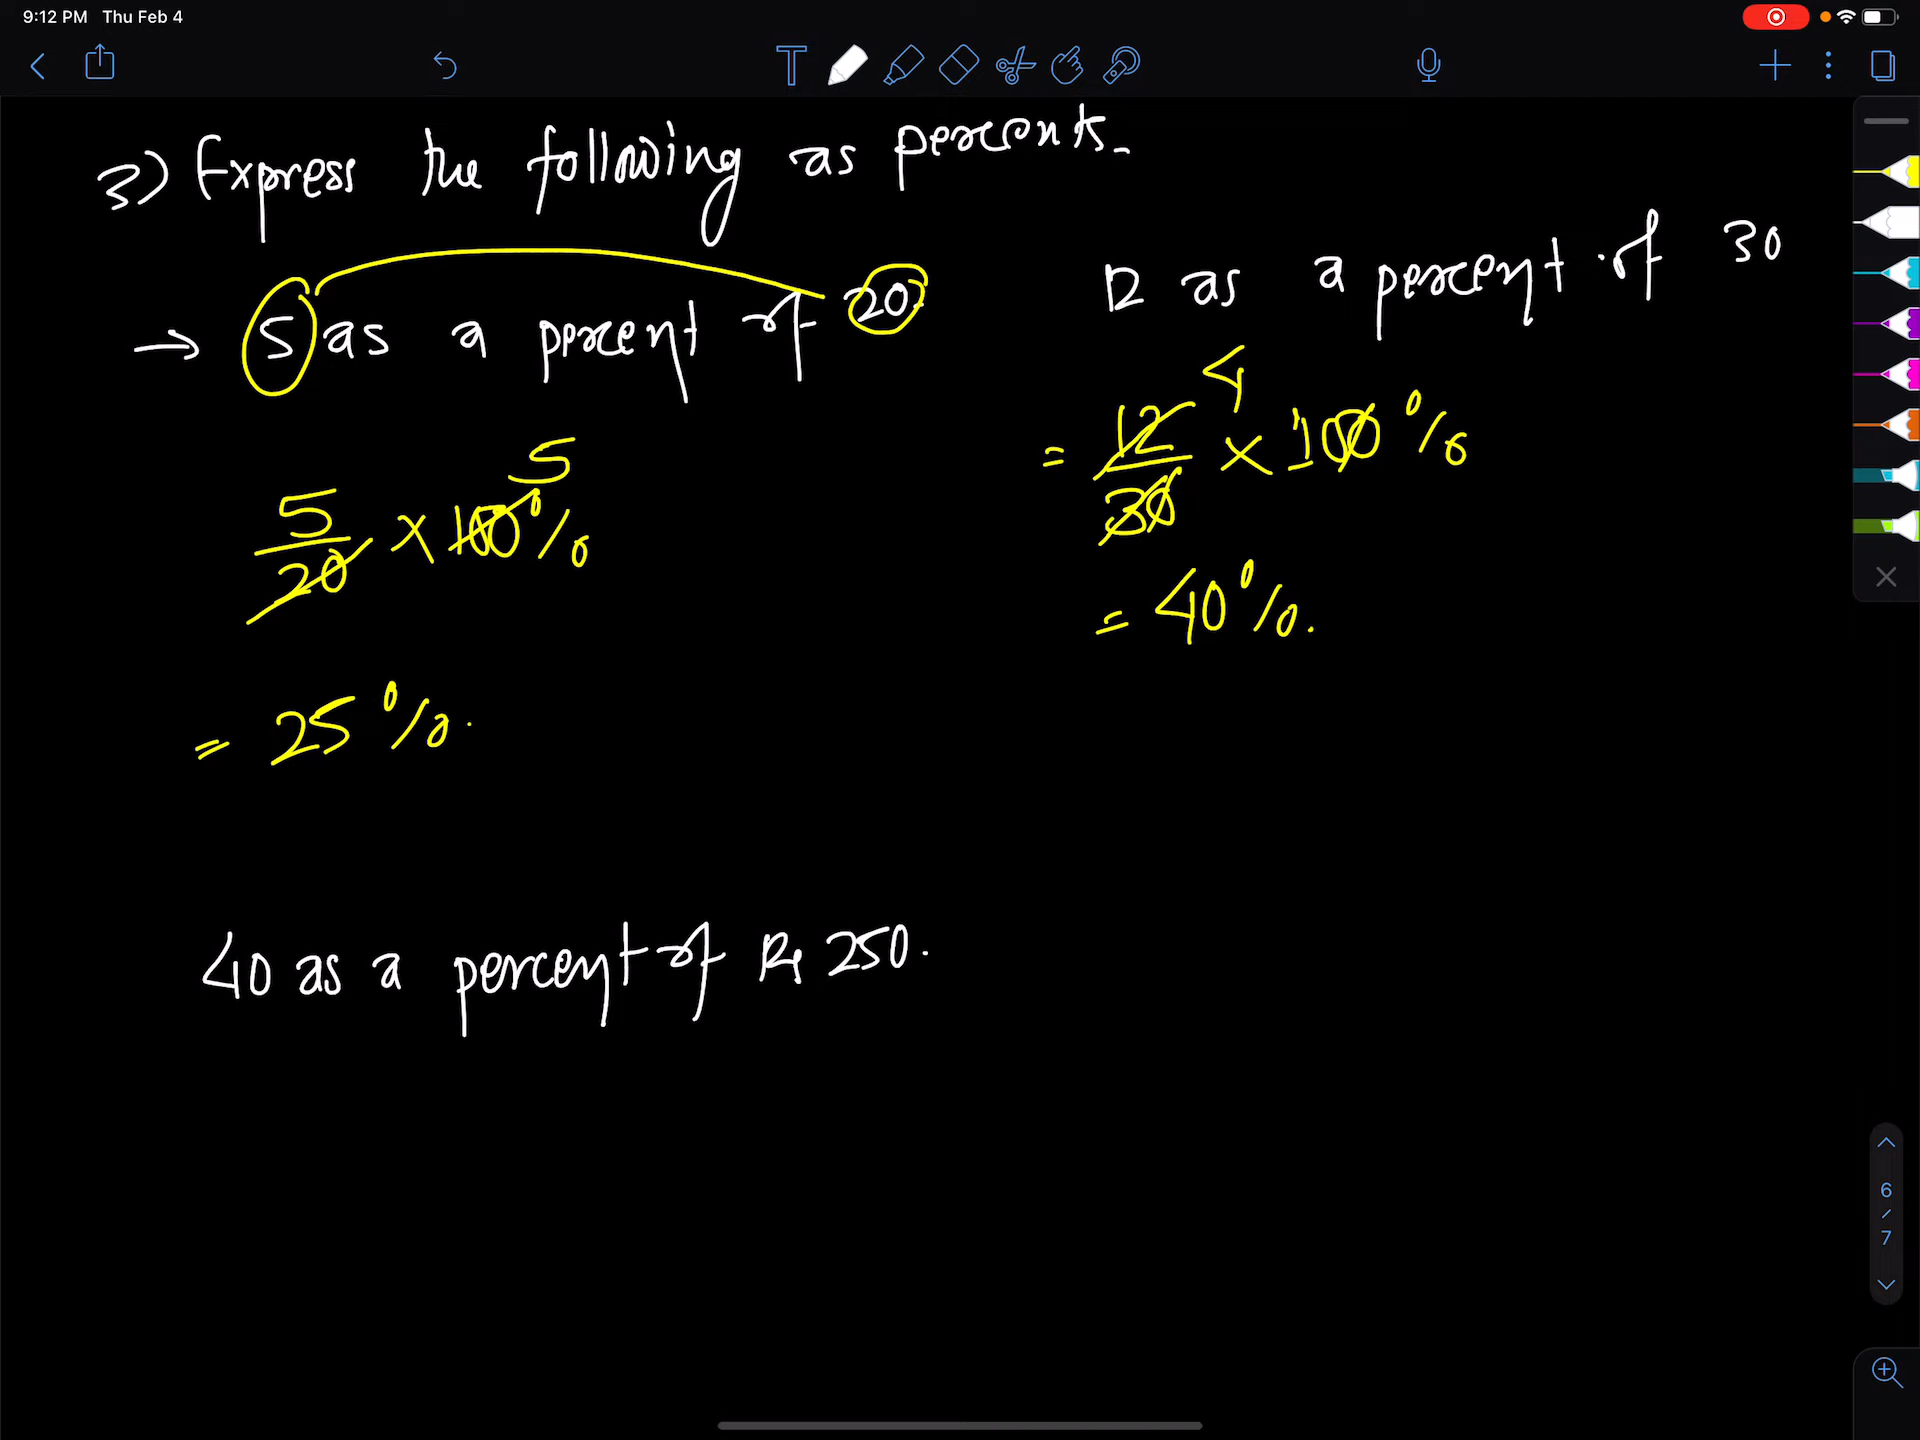 9:12 PM Thu Feb 4
3) Express the following as percents.
→ 5 as a percent of 20.
5/20 × 100%
5
= 25%.
12 as a percent of 30
4
= 12/30 × 100%
= 40%.
40 as a percent of Rs 250.
6
/
7